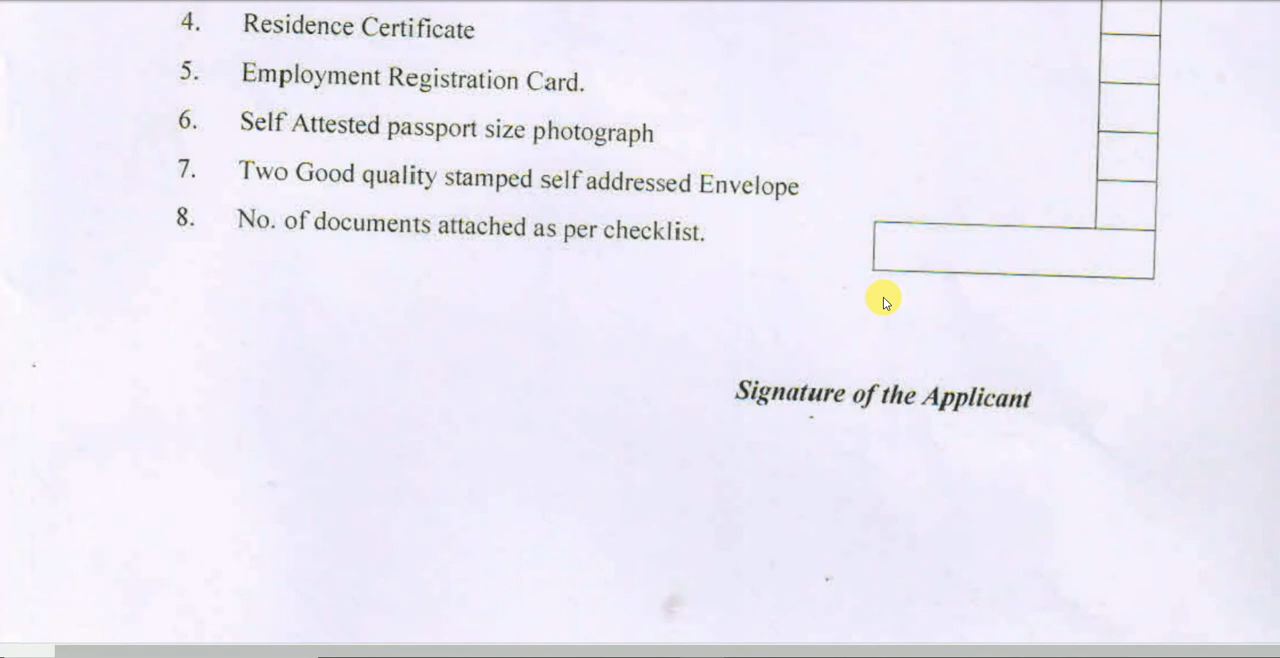 4. Residence Certificate
5. Employment Registration Card.
6. Self Attested passport size photograph
7. Two Good quality stamped self addressed Envelope
8. No. of documents attached as per checklist.
Signature of the Applicant